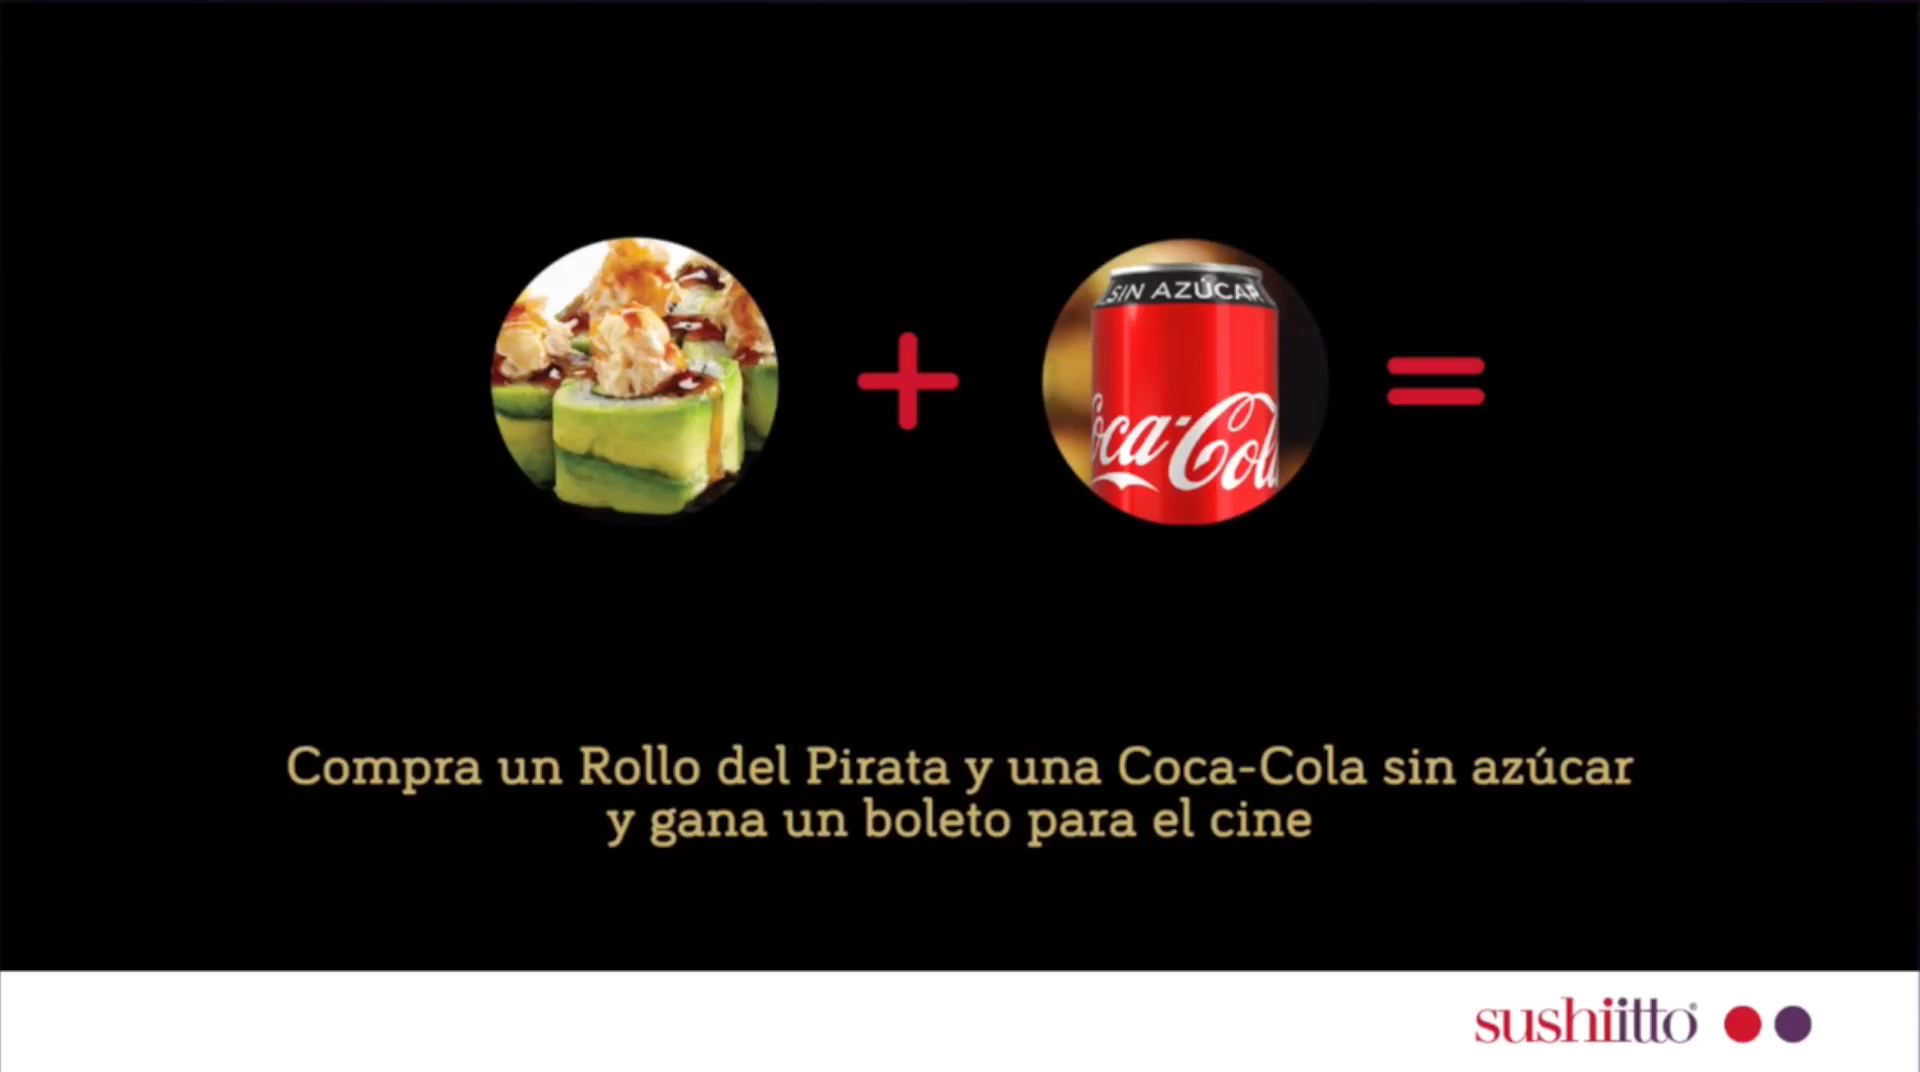 SIN AZÚCAR
Coca-Cola
Compra un Rollo del Pirata y una Coca-Cola sin azúcar
y gana un boleto para el cine
sushiitto®